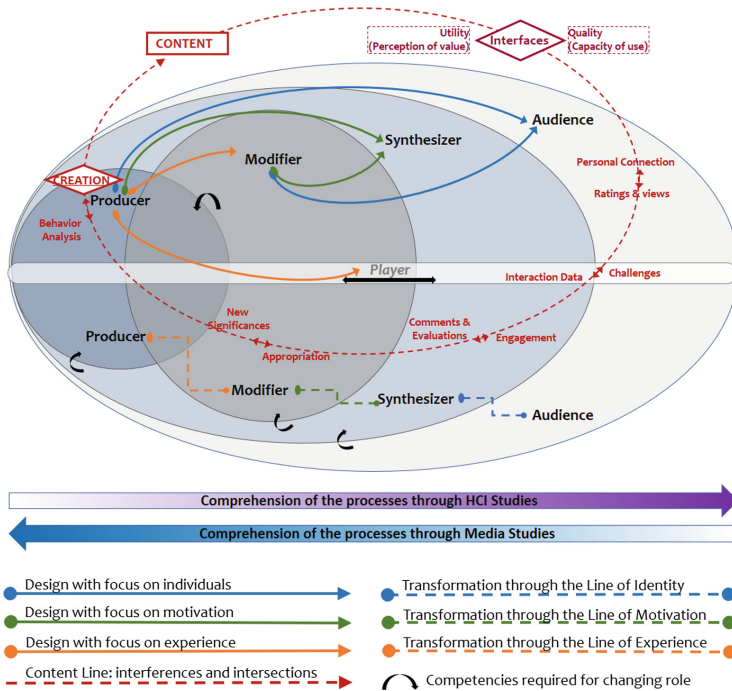 CONTENT
Utility
(Perception of value)
Interfaces
Quality
(Capacity of use)
Audience
Synthesizer
Modifier
Personal Connection
CREATION
Producer
Ratings & views
Behavior
Analysis
Player
Interaction Data
Challenges
New
Significances
Comments &
Evaluations
Engagement
Producer
Appropriation
Modifier
Synthesizer
Audience
Comprehension of the processes through HCI Studies
Comprehension of the processes through Media Studies
Design with focus on individuals
Transformation through the Line of Identity
Design with focus on motivation
Transformation through the Line of Motivation
Design with focus on experience
Transformation through the Line of Experience
Content Line: interferences and intersections
Competencies required for changing role